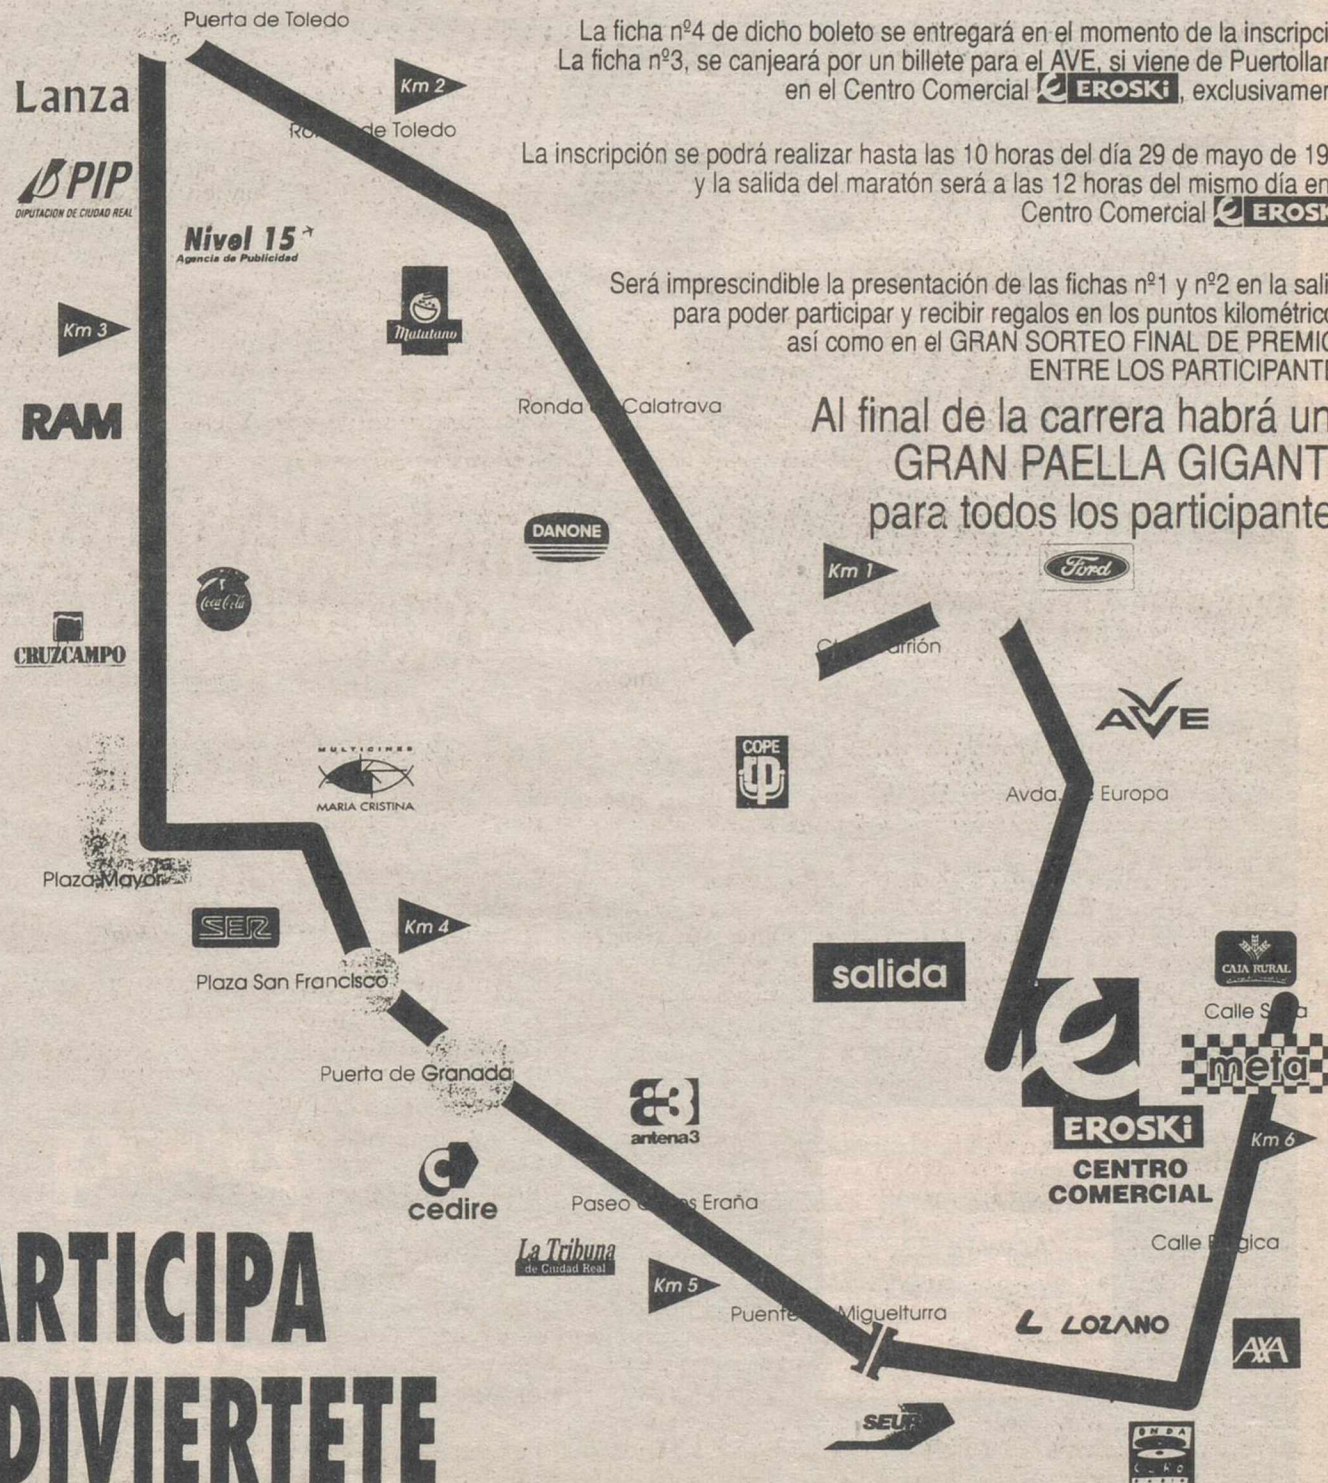 Puerta de Toledo
La ficha nº4 de dicho boleto se entregará en el momento de la inscripci
La ficha nº3, se canjeará por un billete para el AVE, si viene de Puertollan
en el Centro Comercial EROSKi, exclusivamen
La inscripción se podrá realizar hasta las 10 horas del día 29 de mayo de 19
y la salida del maratón será a las 12 horas del mismo día en
Centro Comercial EROSK
Será imprescindible la presentación de las fichas nº1 y nº2 en la sali
para poder participar y recibir regalos en los puntos kilométrico
así como en el GRAN SORTEO FINAL DE PREMIO
ENTRE LOS PARTICIPANTE
Al final de la carrera habrá un
GRAN PAELLA GIGANT
para todos los participante
Lanza
Km 2
de Toledo
PIP
DIPUTACION DE CIUDAD REAL
Nivel 15
Agencia de Publicidad
Km 3
Matutano
RAM
Ronda Calatrava
DANONE
Km 1
Ford
Coca-Cola
CRUZCAMPO
AVE
COPE
MULTICINES
MARIA CRISTINA
Avda. Europa
Plaza Mayor
SER
Km 4
Plaza San Francisco
salida
CAJA RURAL
Calle
Puerta de Granada
meta
antena3
EROSKi
CENTRO
COMERCIAL
Km 6
cedire
Paseo Eraña
Calle
La Tribuna
de Ciudad Real
Km 5
Puente Miguelturra
LOZANO
AXA
SEUR
ONDA
CERO
RADIO
ARTICIPA
DIVIERTETE